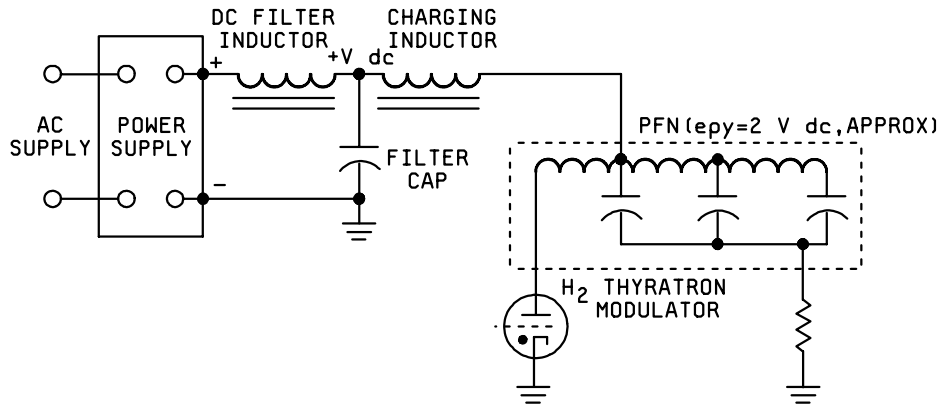 DC FILTER
INDUCTOR
CHARGING
INDUCTOR
+
+V dc
AC
SUPPLY
POWER
SUPPLY
FILTER
CAP
−
PFN(epy=2 V dc,APPROX)
H2 THYRATRON
MODULATOR